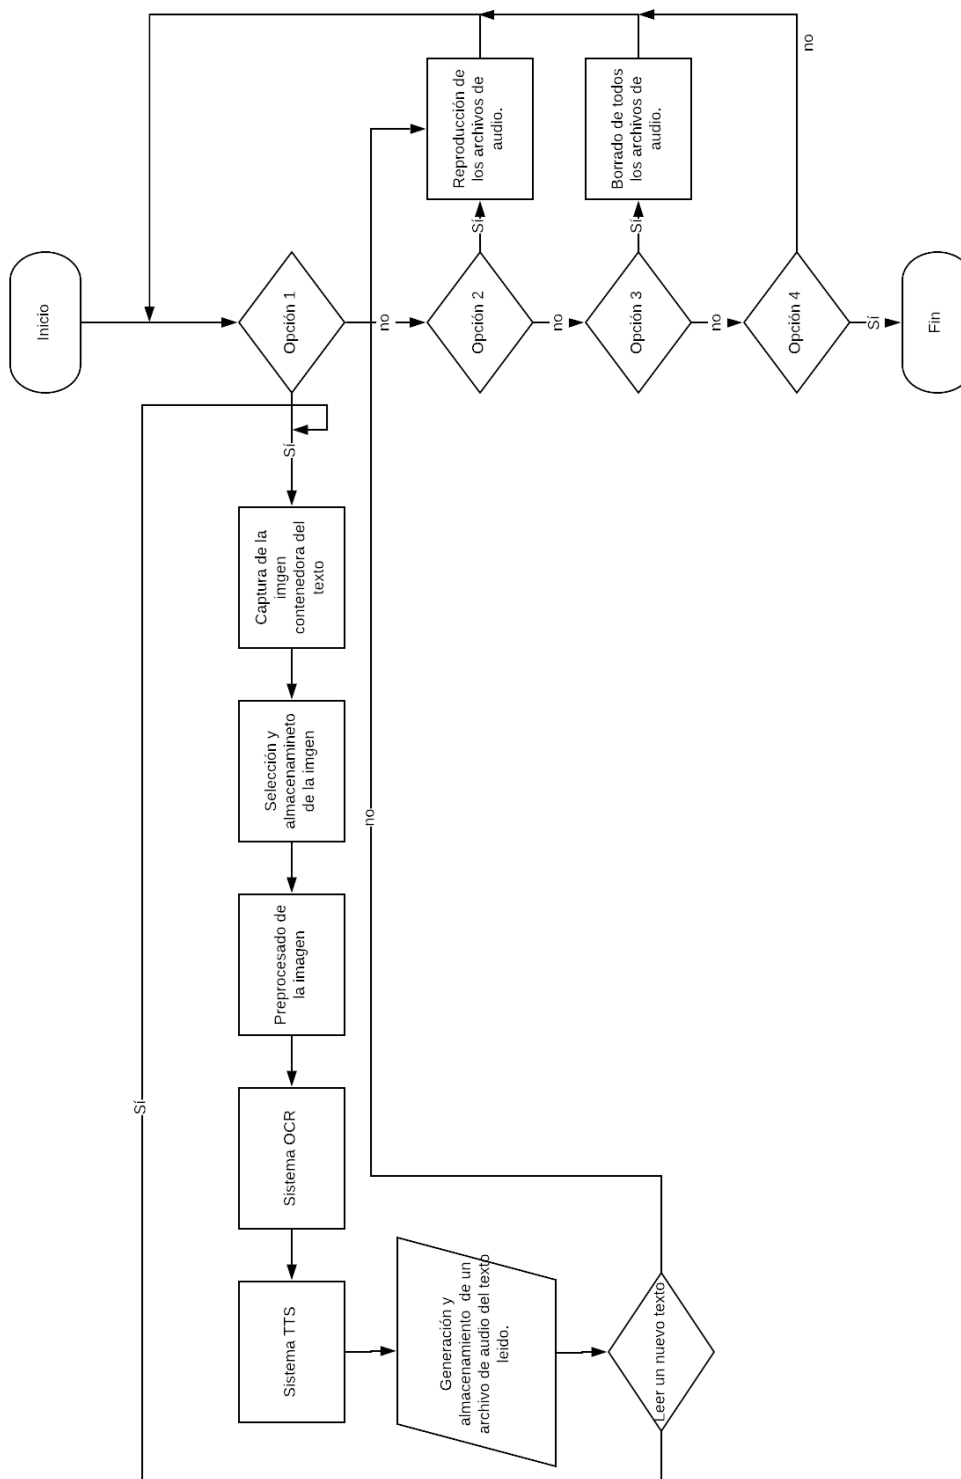 Inicio
Opción 1
no
Opción 2
no
Opción 3
no
Opción 4
Sí
Fin
no
Sí
Reproducción de
los archivos de
audio.
Sí
Borrado de todos
los archivos de
audio.
Sí
Captura de la
imgen
contenedora del
texto
Selección y
almacenamineto
de la imgen
Preprocesado de
la imagen
Sistema OCR
Sistema TTS
Generación y
almacenamiento de un
archivo de audio del texto
leido.
Leer un nuevo texto
no
Sí